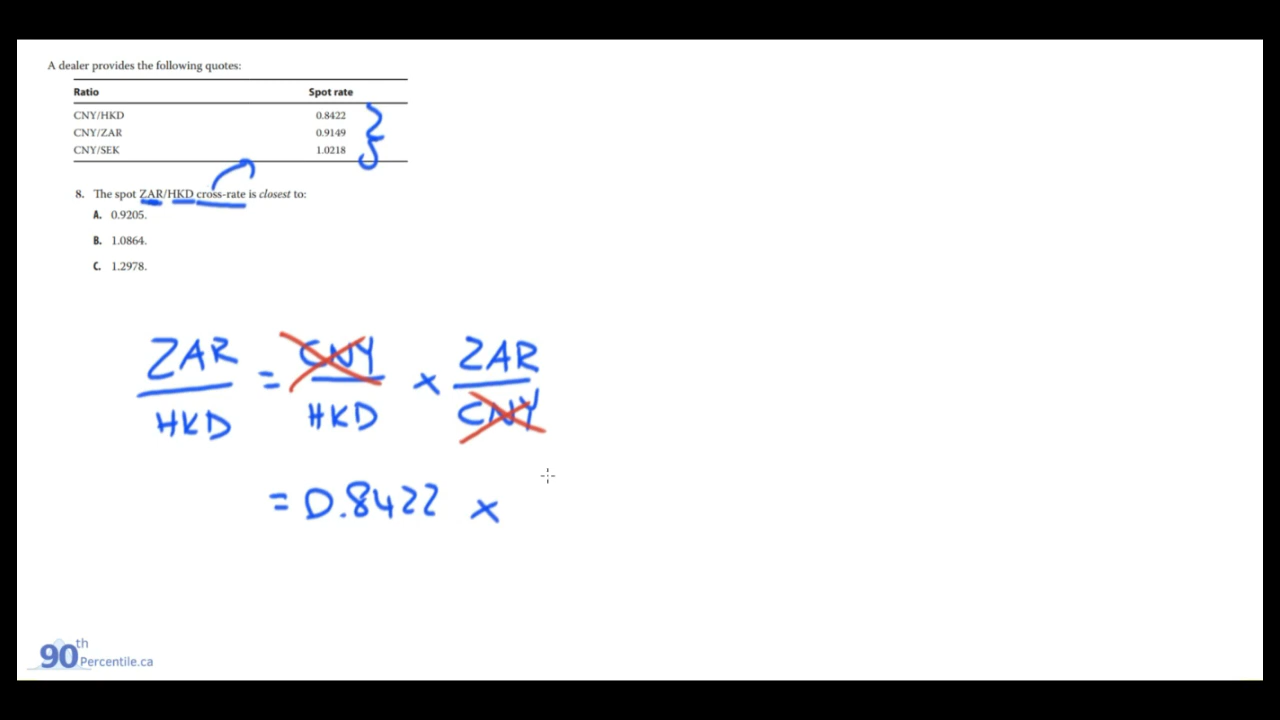 A dealer provides the following quotes:
Ratio Spot rate
CNY/HKD 0.8422
CNY/ZAR 0.9149
CNY/SEK 1.0218
8. The spot ZAR/HKD cross-rate is closest to:
A. 0.9205.
B. 1.0864.
C. 1.2978.
ZAR = CNY × ZAR
HKD HKD CNY
= 0.8422 ×
90th
Percentile.ca